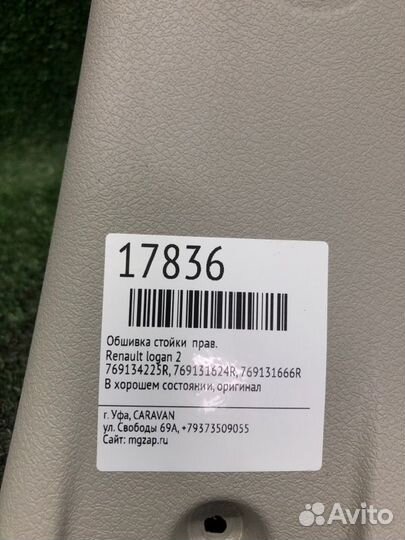 17836
Обшивка стойки прав.
Renault logan 2
769134223R, 769131624R, 769131666R
В хорошем состоянии, оригинал
г. Уфа, CARAVAN
ул. Свободы 69А, +79373509055
Сайт: mgzap.ru
Avito